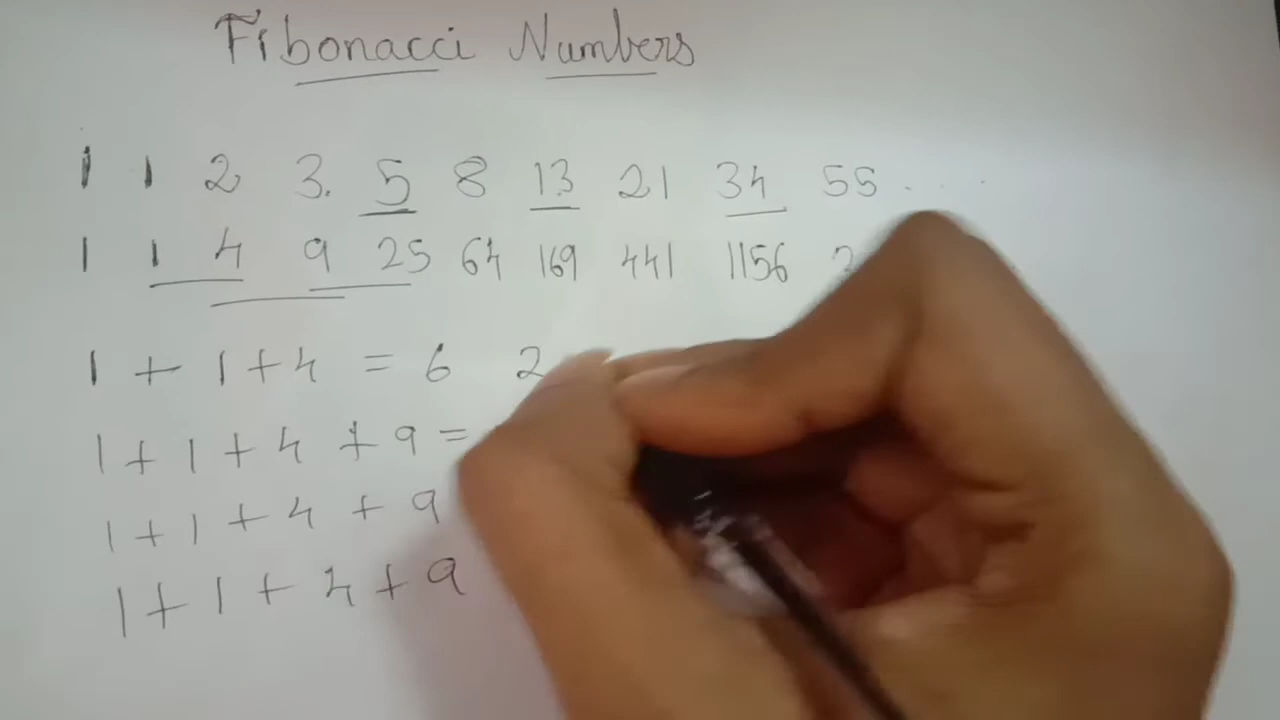 Fibonacci Numbers
1 1 2 3. 5 8 13 21 34 55 . . .
1 1 4 9 25 64 169 441 1156 2
1 + 1 + 4 = 6 2
1 + 1 + 4 + 9 =
1 + 1 + 4 + 9
1 + 1 + 4 + 9